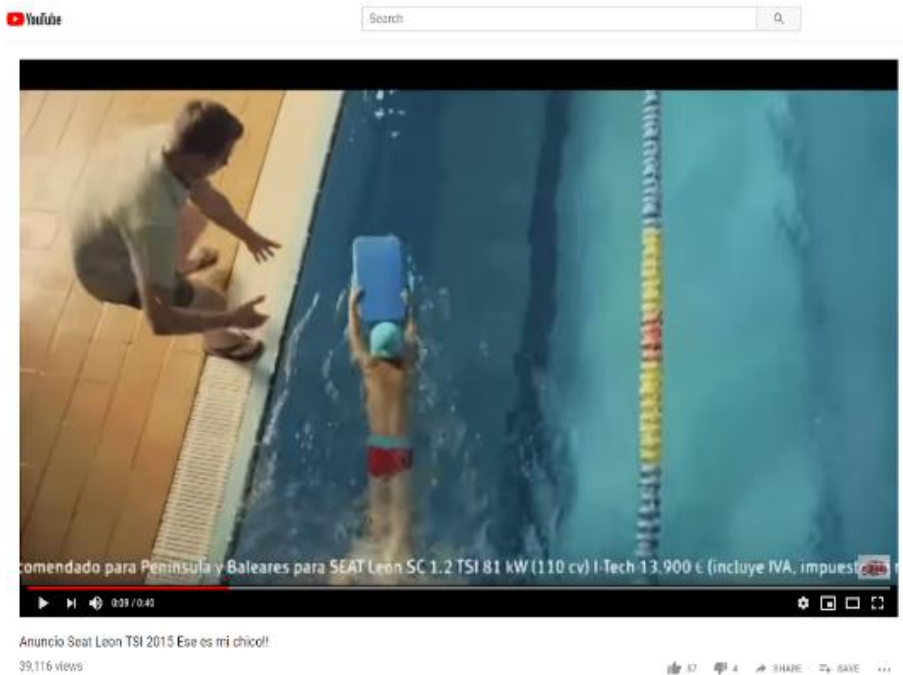 YouTube
Search
comendado para Península y Baleares para SEAT Leon SC 1.2 TSI 81 kW (110 cv) I-Tech 13.900 € (incluye IVA, impuest
0:09 / 0:40
Anuncio Seat Leon TSI 2015 Ese es mi chico!!
39,116 views
57 4 SHARE SAVE